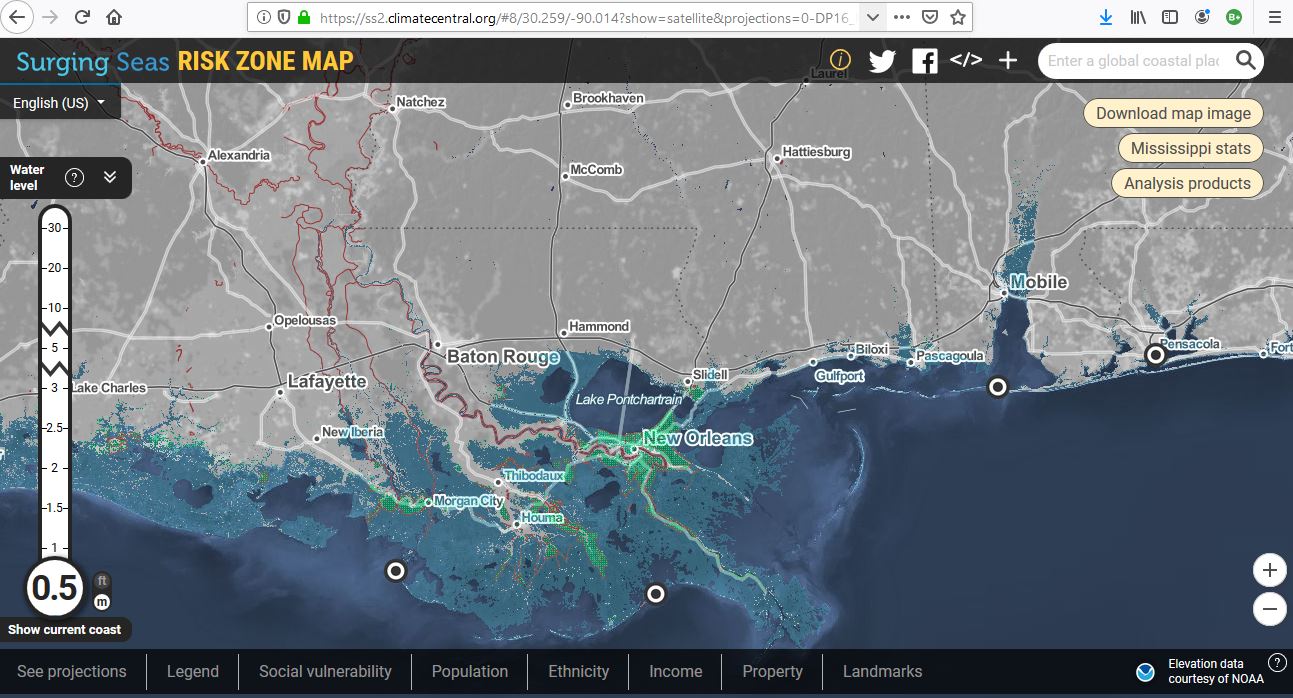 https://ss2.climatecentral.org/#8/30.259/-90.014?show=satellite&projections=0-DP16_
Surging Seas RISK ZONE MAP
</> + Enter a global coastal plac
English (US)
Download map image
Mississippi stats
Analysis products
Water
level
?
30
20
10
5
3
2.5
2
1.5
1
0.5
ft
m
Show current coast
Laurel
Natchez
Brookhaven
Alexandria
Hattiesburg
McComb
Mobile
Opelousas
Hammond
Baton Rouge
Biloxi
Pascagoula
Pensacola
Fort
Lake Charles
Lafayette
Slidell
Gulfport
Lake Pontchartrain
New Iberia
New Orleans
Thibodaux
Morgan City
Houma
+
−
See projections
Legend
Social vulnerability
Population
Ethnicity
Income
Property
Landmarks
Elevation data
courtesy of NOAA
?